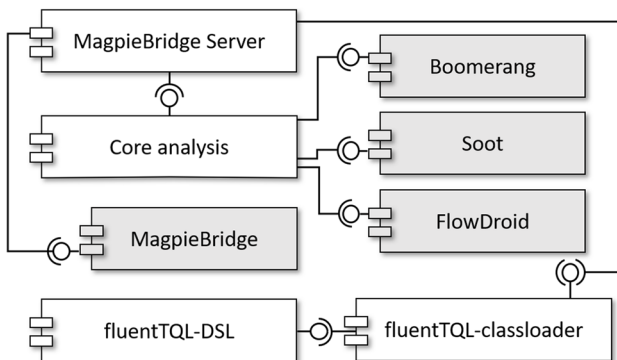 MagpieBridge Server
Boomerang
Core analysis
Soot
MagpieBridge
FlowDroid
fluentTQL-DSL
fluentTQL-classloader